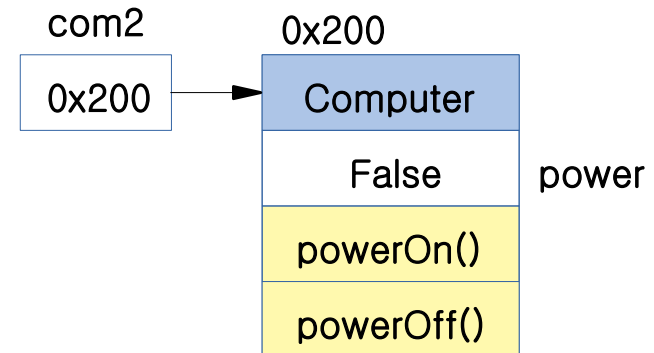 com2
0x200
0x200
Computer
False
power
powerOn()
powerOff()